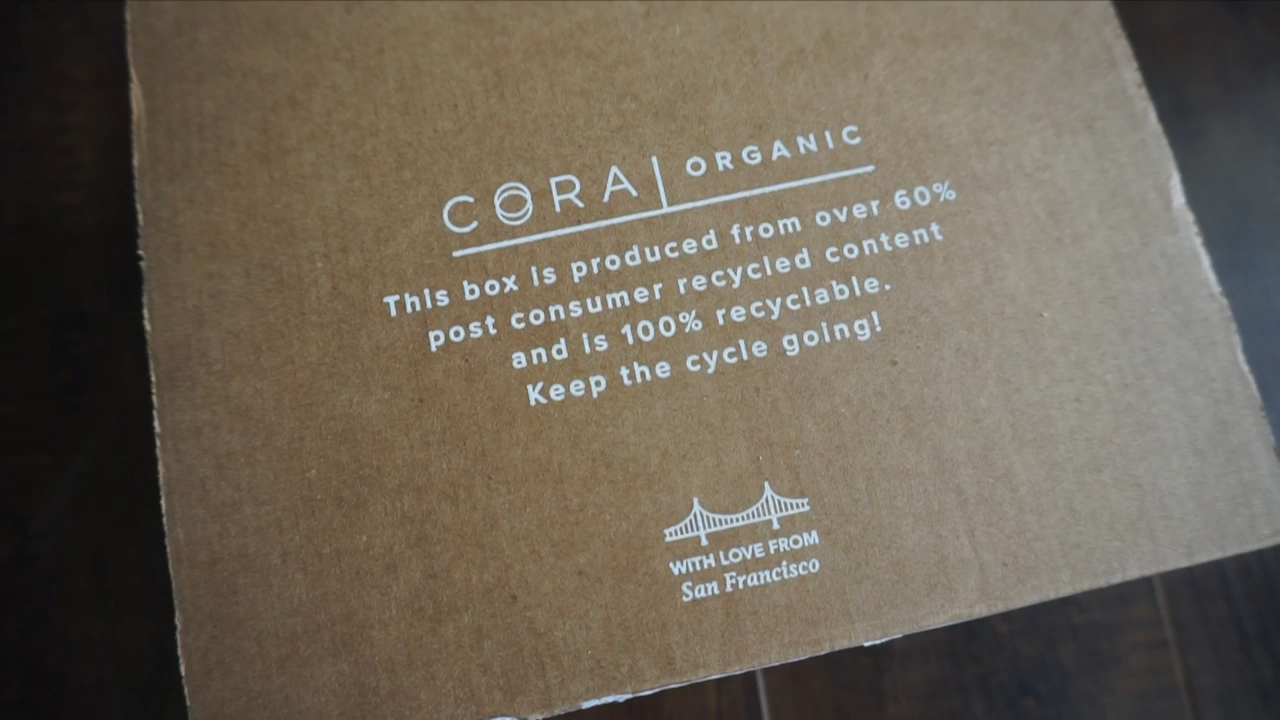 CORA | ORGANIC
This box is produced from over 60%
post consumer recycled content
and is 100% recyclable.
Keep the cycle going!
WITH LOVE FROM
San Francisco